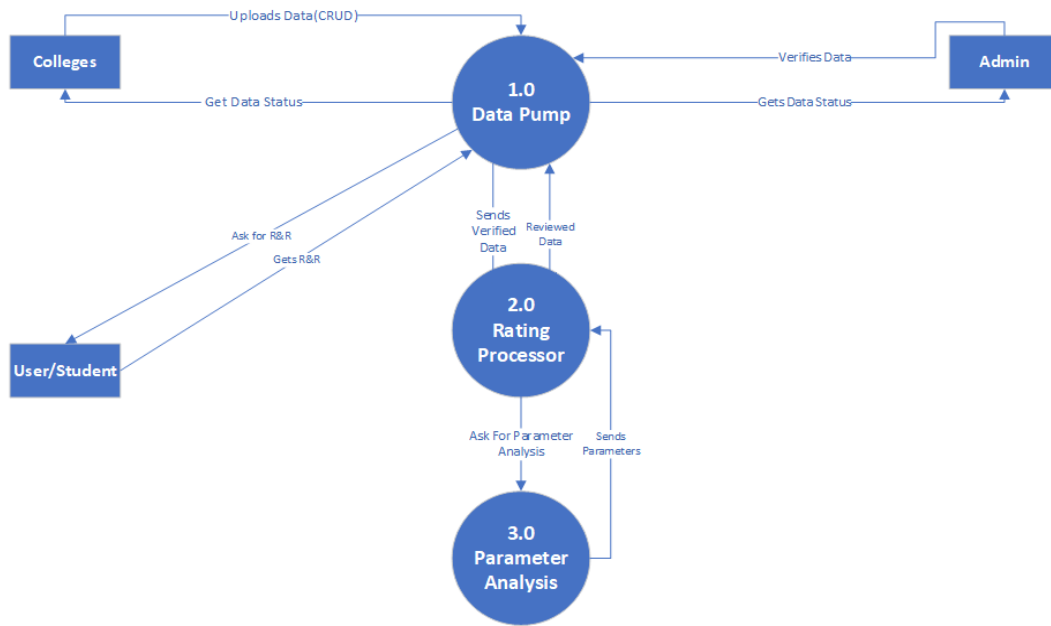 Uploads Data(CRUD)
Colleges
1.0
Data Pump
Verifies Data
Admin
Get Data Status
Gets Data Status
Sends
Verified
Data
Reviewed
Data
Ask for R&R
Gets R&R
User/Student
2.0
Rating
Processor
Ask For Parameter
Analysis
Sends
Parameters
3.0
Parameter
Analysis